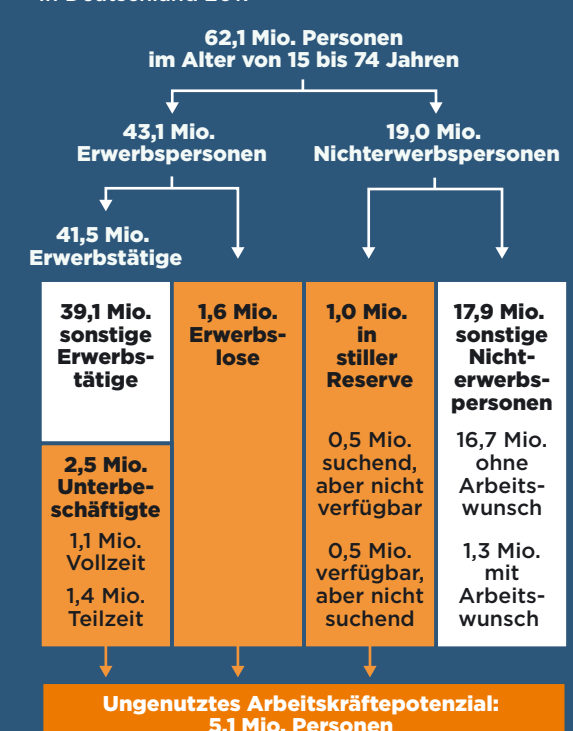 62,1 Mio. Personen
im Alter von 15 bis 74 Jahren
43,1 Mio.
Erwerbspersonen
19,0 Mio.
Nichterwerbspersonen
41,5 Mio.
Erwerbstätige
39,1 Mio.
sonstige
Erwerbs-
tätige
2,5 Mio.
Unterbe-
schäftigte
1,1 Mio.
Vollzeit
1,4 Mio.
Teilzeit
1,6 Mio.
Erwerbs-
lose
1,0 Mio.
in
stiller
Reserve
0,5 Mio.
suchend,
aber nicht
verfügbar
0,5 Mio.
verfügbar,
aber nicht
suchend
17,9 Mio.
sonstige
Nicht-
erwerbs-
personen
16,7 Mio.
ohne
Arbeits-
wunsch
1,3 Mio.
mit
Arbeits-
wunsch
Ungenutztes Arbeitskräftepotenzial:
5,1 Mio. Personen